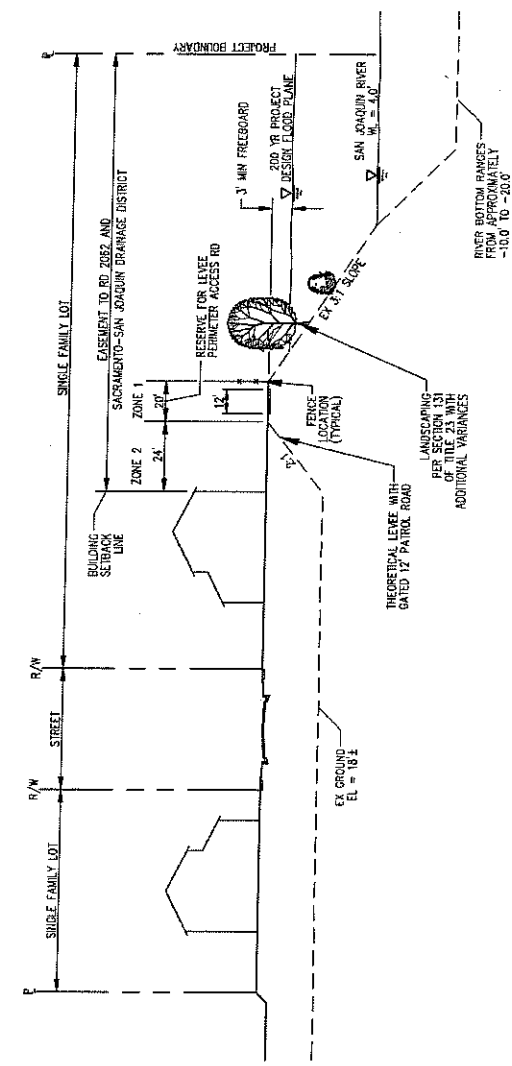 SINGLE FAMILY LOT
R/W
STREET
R/W
SINGLE FAMILY LOT
EASEMENT TO RD 2062 AND
SACRAMENTO-SAN JOAQUIN DRAINAGE DISTRICT
PROJECT BOUNDARY
BUILDING
SETBACK
LINE
ZONE 2
24'
ZONE 1
20'
12'
RESERVE FOR LEVEE
PERIMETER ACCESS RD
3' MIN FREEBOARD
200 YR PROJECT
DESIGN FLOOD PLANE
SAN JOAQUIN RIVER
WL = 4.0'
EX 3:1 SLOPE
FENCE
LOCATION
(TYPICAL)
EX GROUND
EL = 18'±
THEORETICAL LEVEE WITH
GATED 12' PATROL ROAD
LANDSCAPING
PER SECTION 131
OF TITLE 23 WITH
ADDITIONAL VARIANCES
RIVER BOTTOM RANGES
FROM APPROXIMATELY
-10.0' TO -20.0'